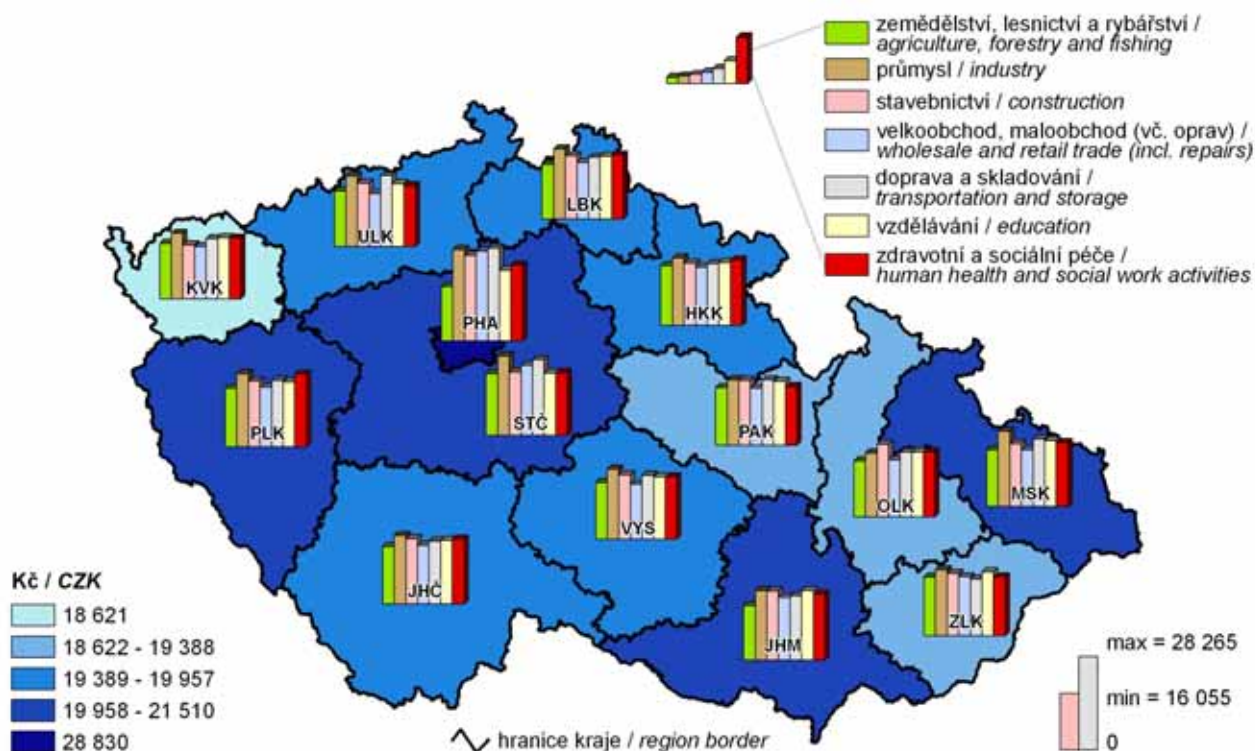 zemědělství, lesnictví a rybářství /
agriculture, forestry and fishing
průmysl / industry
stavebnictví / construction
velkoobchod, maloobchod (vč. oprav) /
wholesale and retail trade (incl. repairs)
doprava a skladování /
transportation and storage
vzdělávání / education
zdravotní a sociální péče /
human health and social work activities
LBK
ULK
KVK
PHA
HKK
PLK
STČ
PAK
OLK
MSK
VYS
JHČ
JHM
ZLK
Kč / CZK
18 621
18 622 - 19 388
19 389 - 19 957
19 958 - 21 510
28 830
hranice kraje / region border
max = 28 265
min = 16 055
0